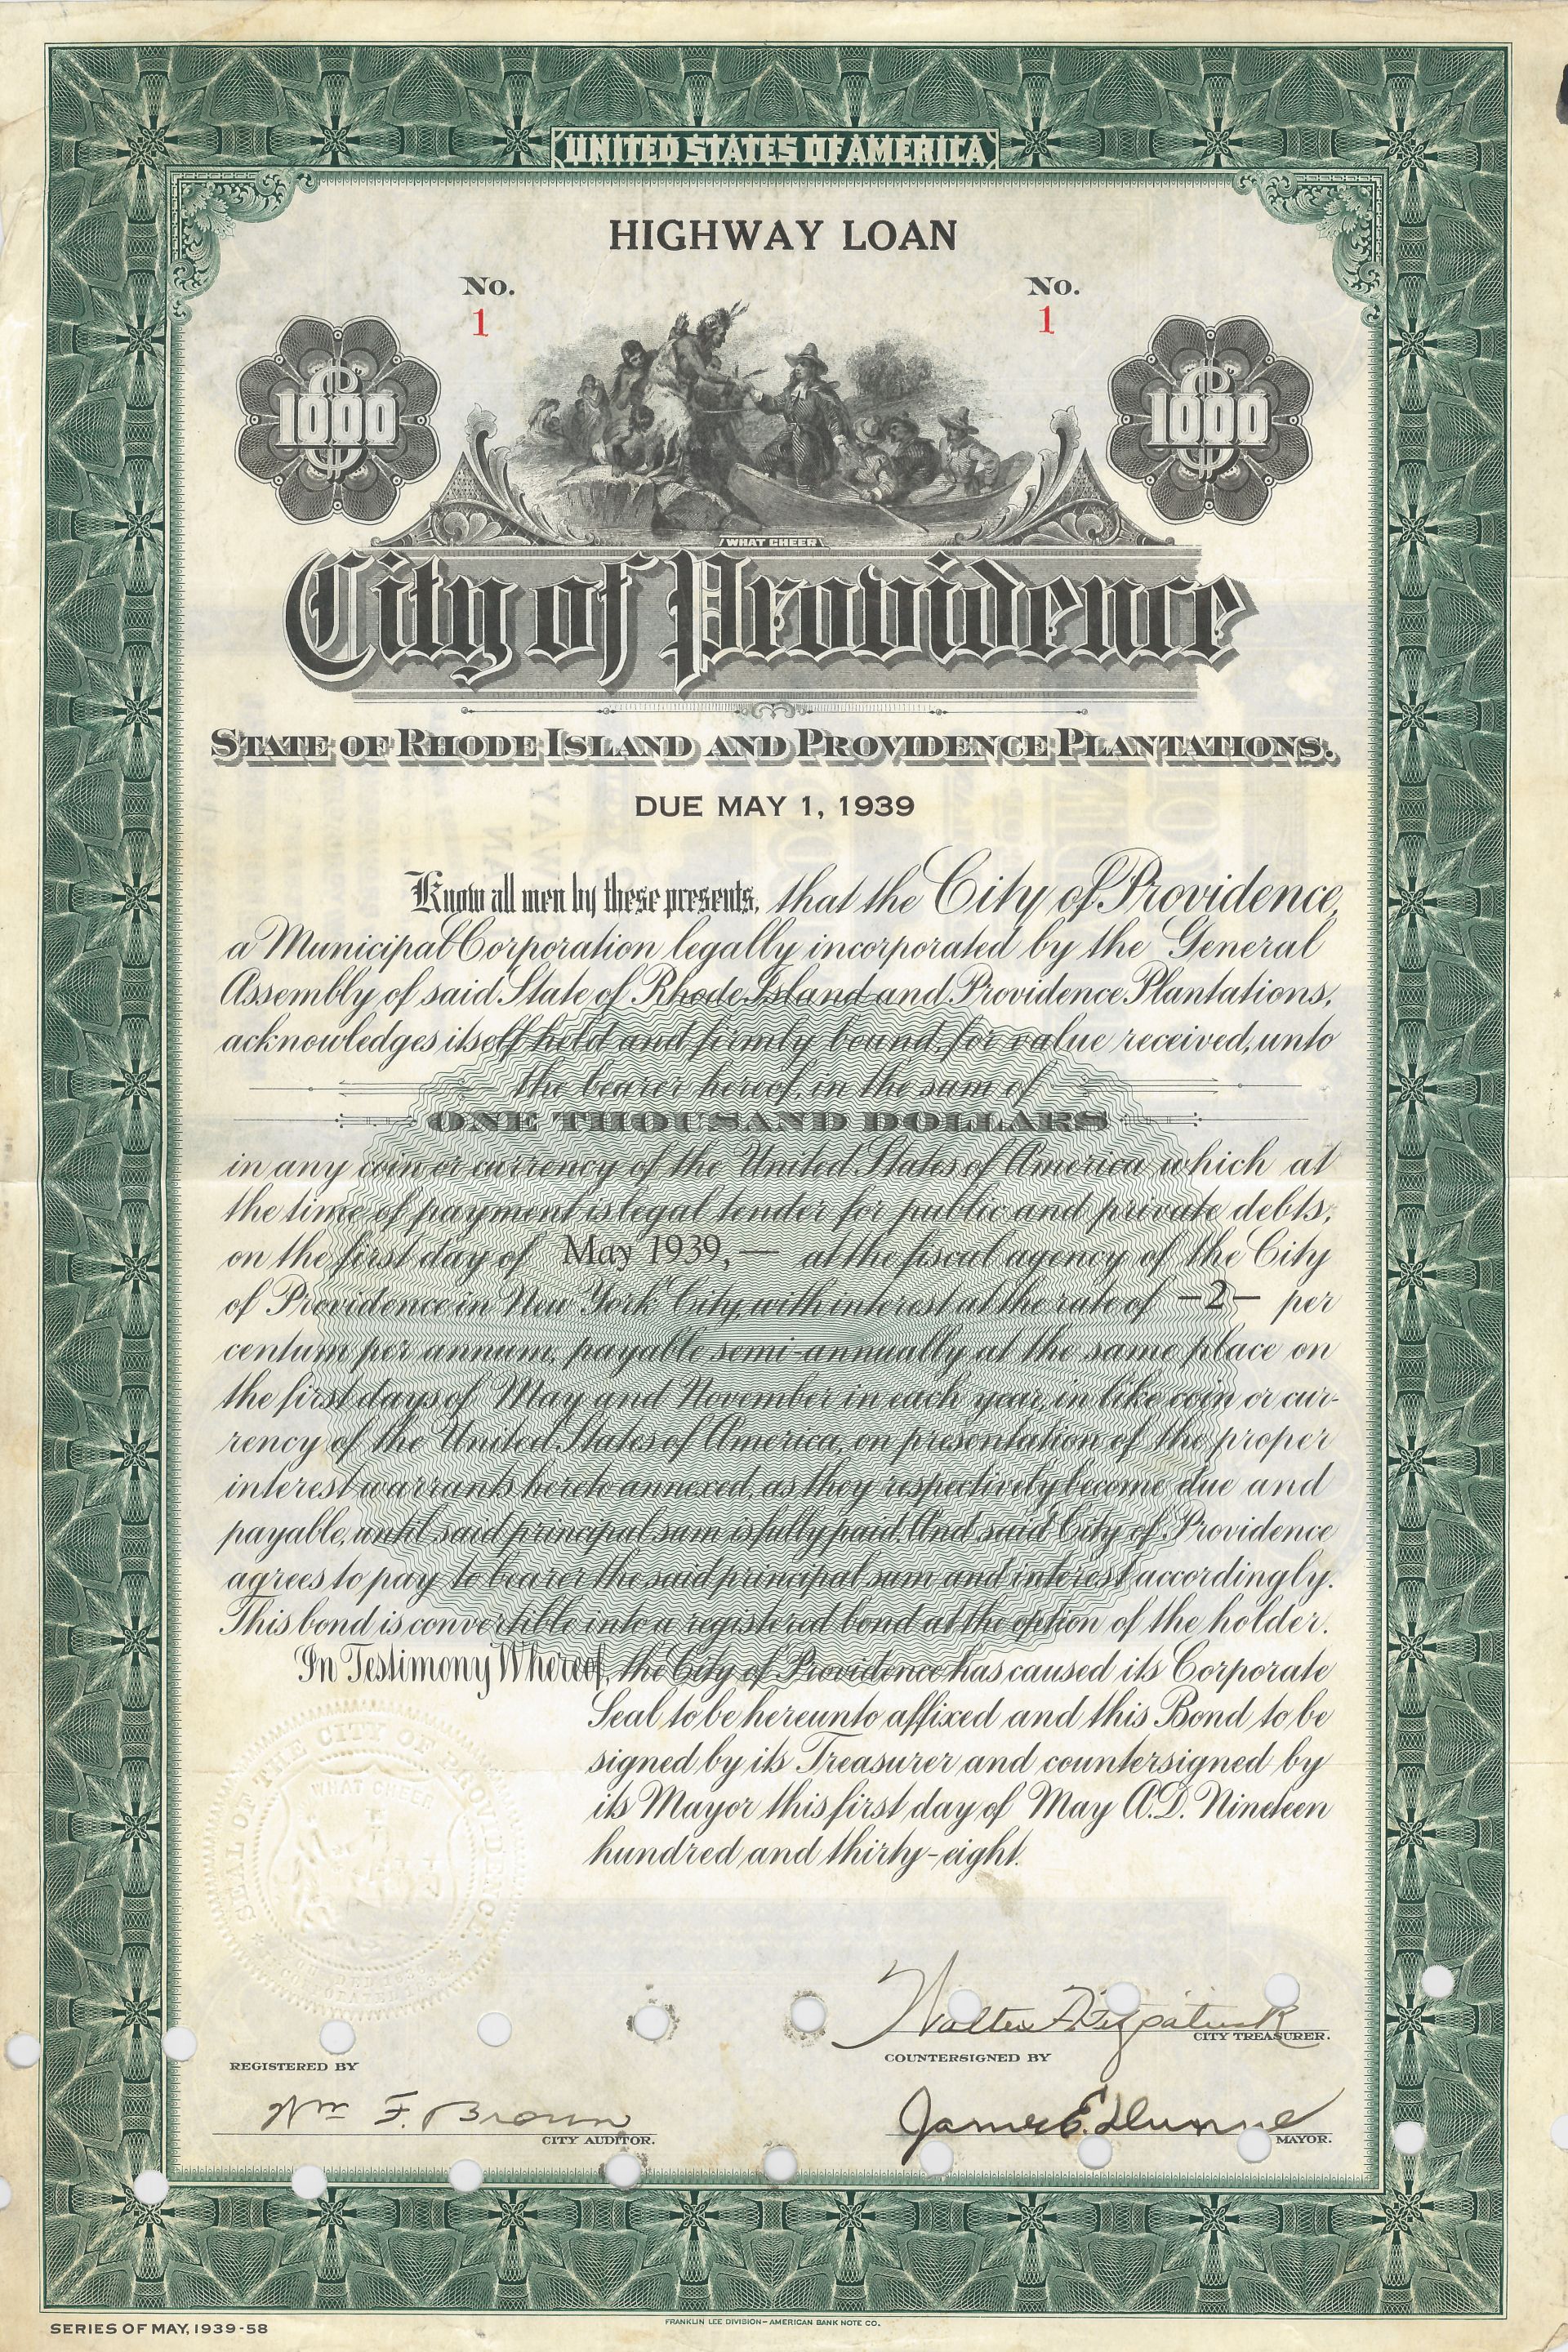 UNITED STATES OF AMERICA
HIGHWAY LOAN
No. No.
1 1
$1000 $1000
WHAT CHEER
City of Providence
STATE OF RHODE ISLAND AND PROVIDENCE PLANTATIONS.
DUE MAY 1, 1939
Know all men by these presents, that the City of Providence,
a Municipal Corporation legally incorporated by the General
Assembly of said State of Rhode Island and Providence Plantations,
acknowledges itself held and firmly bound, for value received, unto
the bearer hereof, in the sum of
ONE THOUSAND DOLLARS
in any coin or currency of the United States of America which at
the time of payment is legal tender for public and private debts,
on the first day of May 1939, — at the fiscal agency of the City
of Providence in New York City, with interest at the rate of –2– per
centum per annum, payable semi-annually at the same place on
the first days of May and November in each year, in like coin or cur-
rency of the United States of America, on presentation of the proper
interest warrants hereto annexed, as they respectively become due and
payable, until said principal sum is fully paid. And said City of Providence
agrees to pay to bearer the said principal sum and interest accordingly.
This bond is convertible into a registered bond at the option of the holder.
In Testimony Whereof, the City of Providence has caused its Corporate
Seal to be hereunto affixed and this Bond to be
signed by its Treasurer and countersigned by
its Mayor this first day of May A.D. Nineteen
hundred and thirty-eight.
SEAL OF THE CITY OF PROVIDENCE
WHAT CHEER
Walter F. Fitzpatrick
CITY TREASURER.
REGISTERED BY
COUNTERSIGNED BY
Wm F. Brown
CITY AUDITOR.
James E. Dunne
MAYOR.
SERIES OF MAY, 1939-58
FRANKLIN LEE DIVISION – AMERICAN BANK NOTE CO.